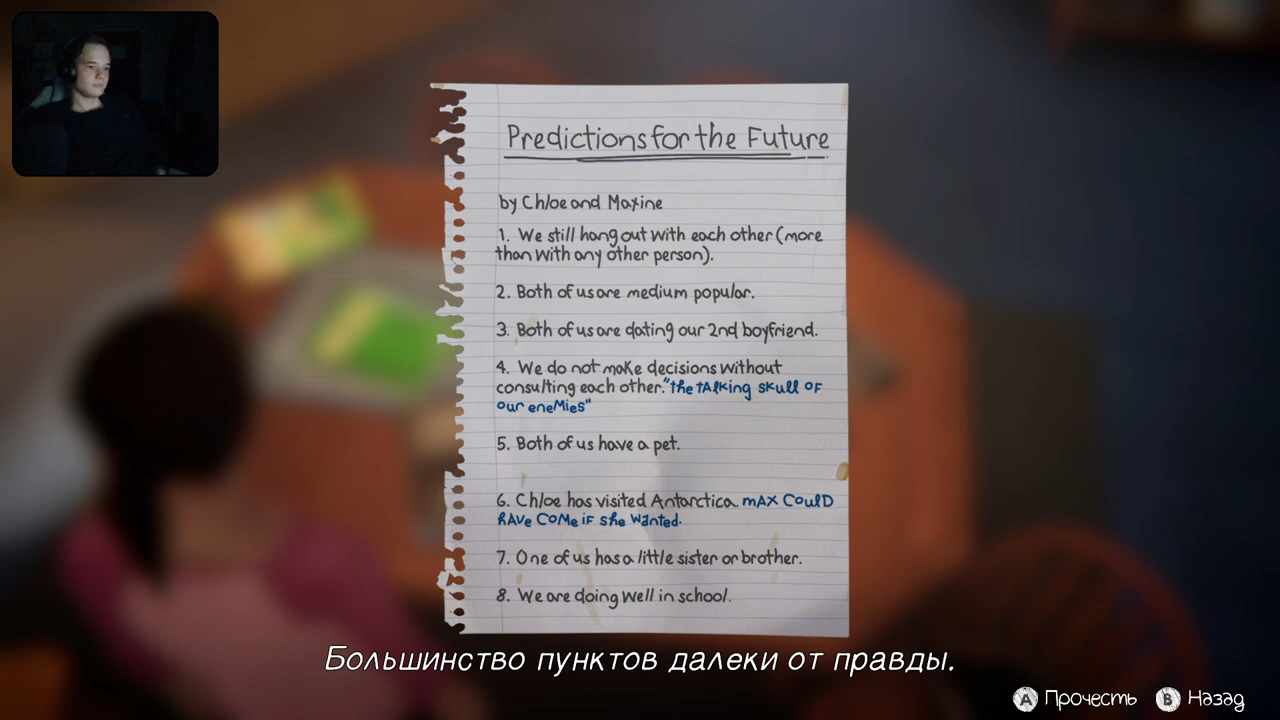 Predictions for the Future
by Chloe and Maxine
1. We still hang out with each other (more
than with any other person).
2. Both of us are medium popular.
3. Both of us are dating our 2nd boyfriend.
4. We do not make decisions without
consulting each other. "the tAlKing skull OF
our eneMies"
5. Both of us have a pet.
6. Chloe has visited Antarctica. mAX COulD
hAve CoMe iF she wanted.
7. One of us has a little sister or brother.
8. We are doing well in school.
Большинство пунктов далеки от правды.
A Прочесть B Назад